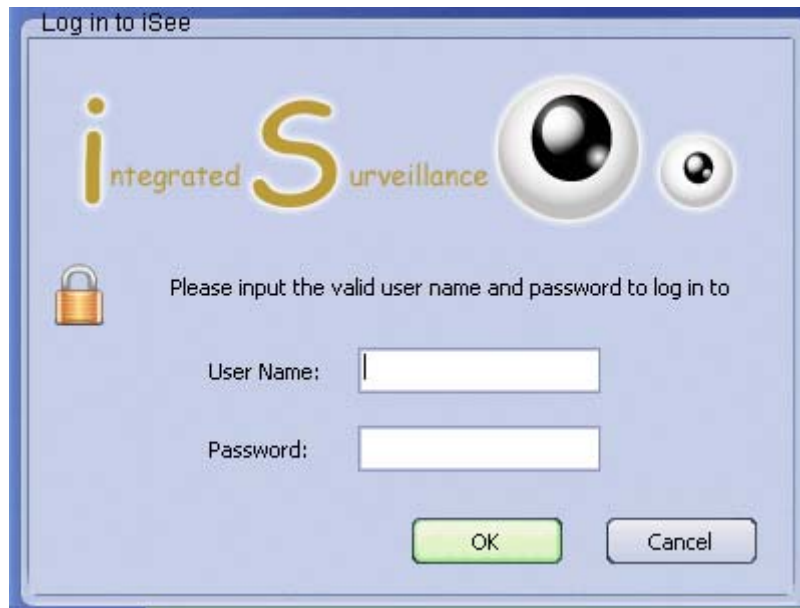 Log in to iSee
integrated Surveillance
Please input the valid user name and password to log in to
User Name:
Password:
OK Cancel